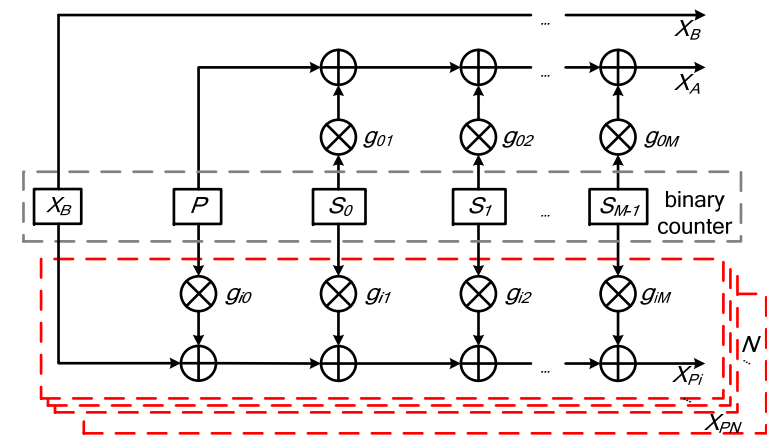 ... X_B
... X_A
g_01 g_02 g_0M
X_B P S_0 S_1 ... S_M-1 binary counter
g_i0 g_i1 g_i2 g_iM
... X_Pi N ...
...
X_PN